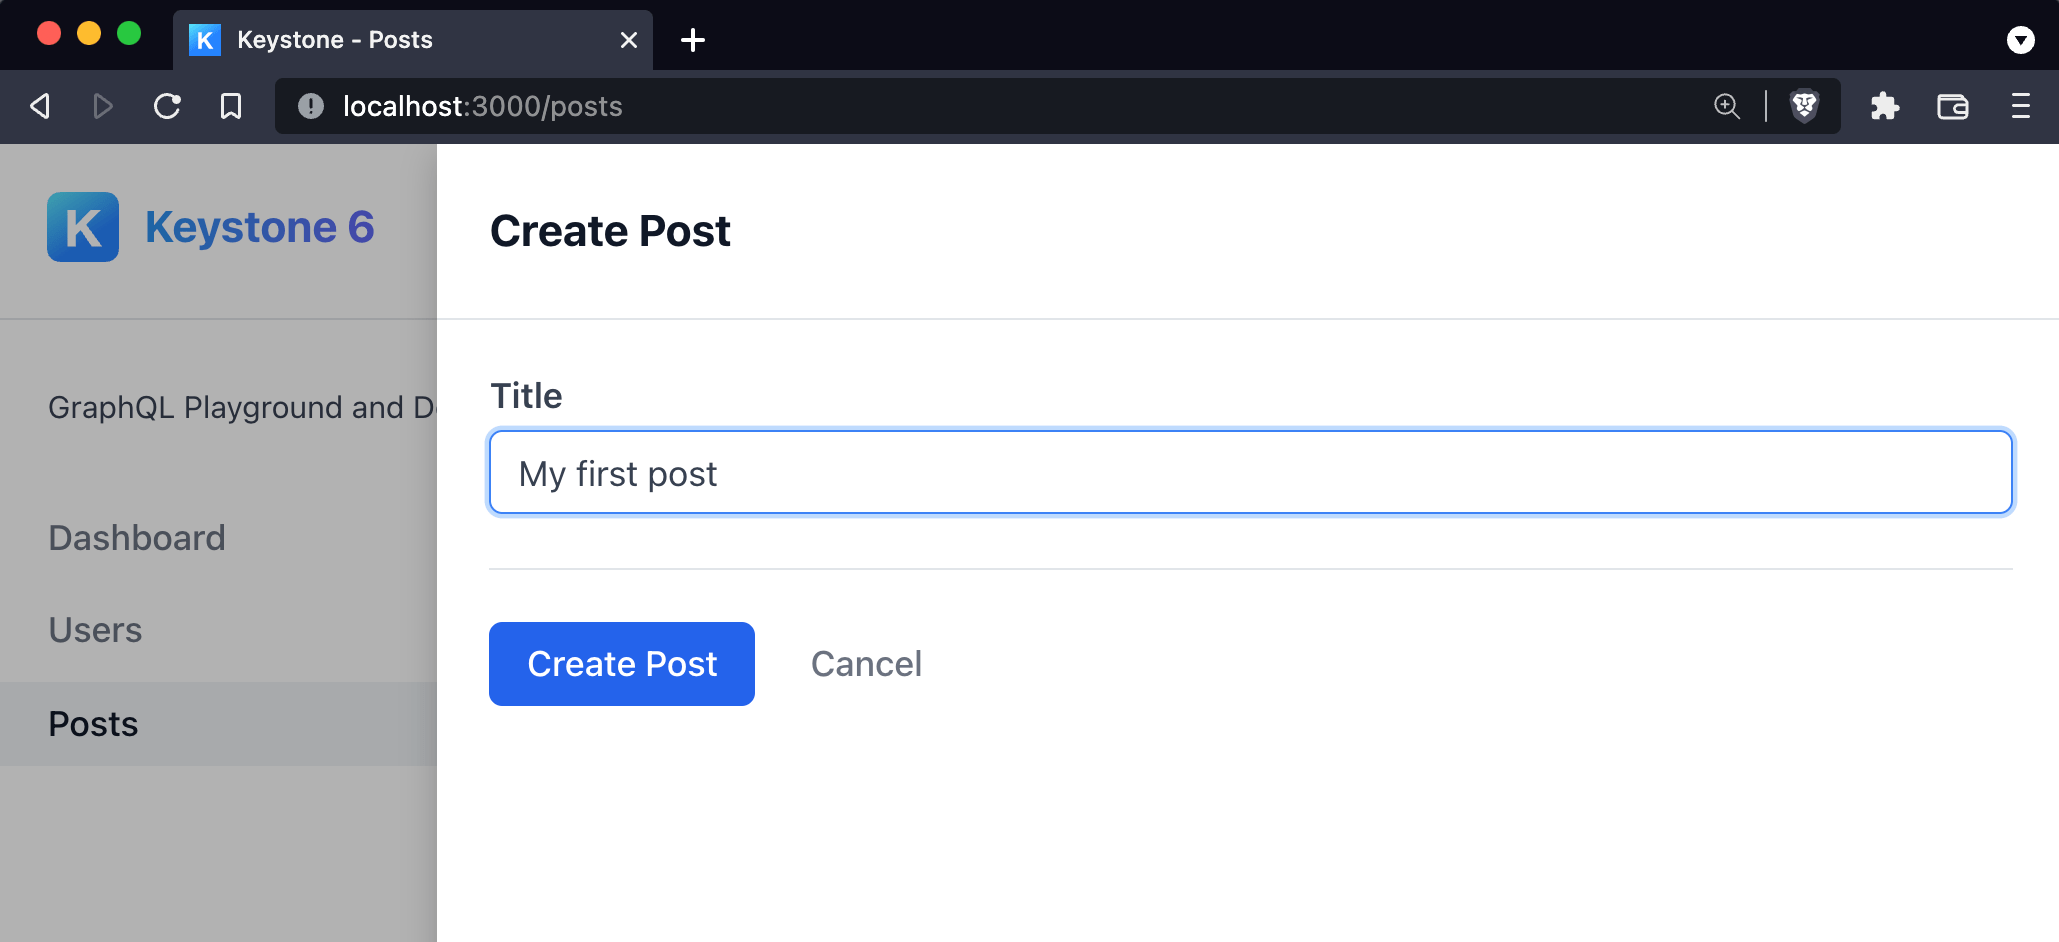 K Keystone - Posts
localhost:3000/posts
K Keystone 6
GraphQL Playground and D
Dashboard
Users
Posts
Create Post
Title
My first post
Create Post Cancel